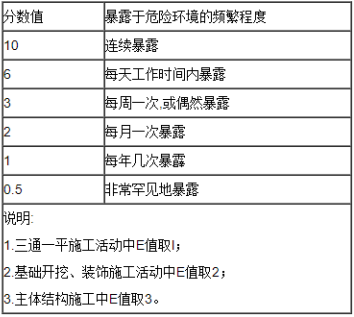 分数值 暴露于危险环境的频繁程度
10 连续暴露
6 每天工作时间内暴露
3 每周一次,或偶然暴露
2 每月一次暴露
1 每年几次暴露
0.5 非常罕见地暴露
说明:
1.三通一平施工活动中E值取l；
2.基础开挖、装饰施工活动中E值取2；
3.主体结构施工中E值取3。